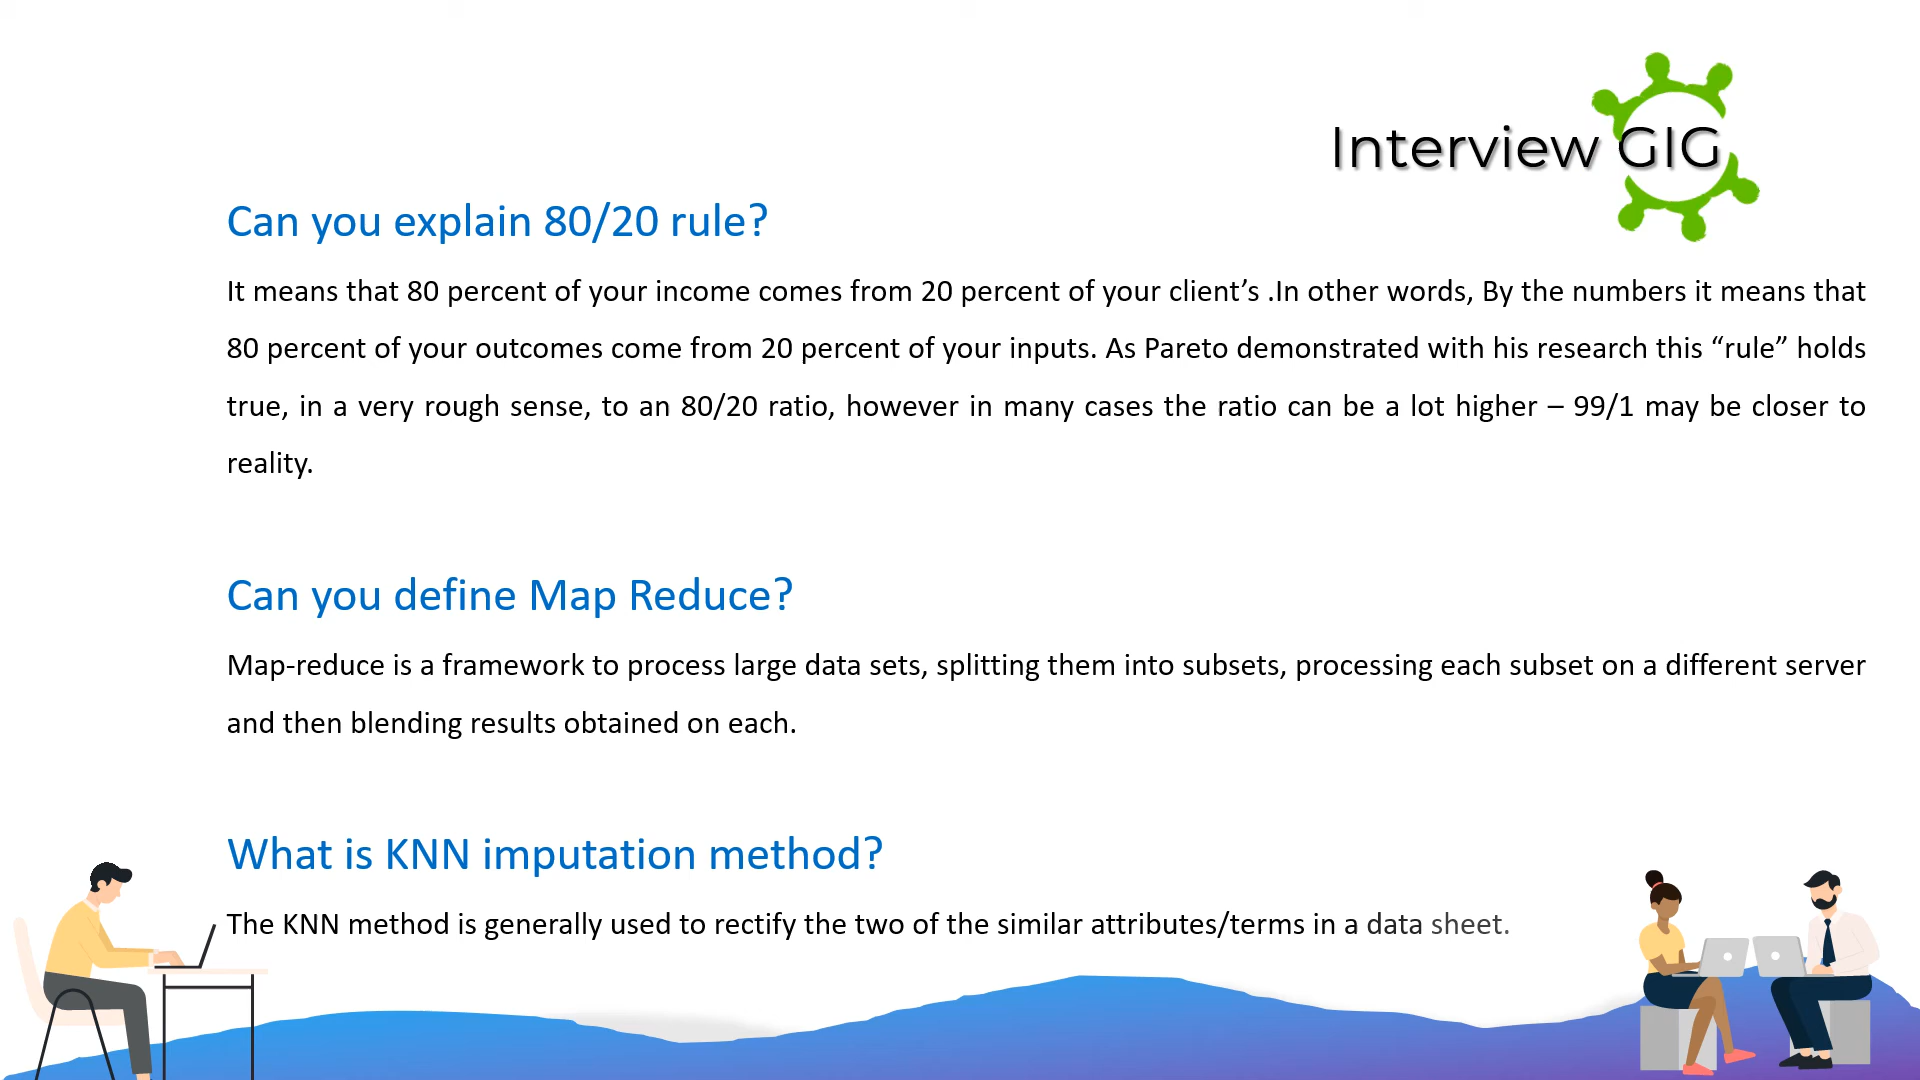 Interview GIG
Can you explain 80/20 rule?
It means that 80 percent of your income comes from 20 percent of your client’s .In other words, By the numbers it means that
80 percent of your outcomes come from 20 percent of your inputs. As Pareto demonstrated with his research this “rule” holds
true, in a very rough sense, to an 80/20 ratio, however in many cases the ratio can be a lot higher – 99/1 may be closer to
reality.
Can you define Map Reduce?
Map-reduce is a framework to process large data sets, splitting them into subsets, processing each subset on a different server
and then blending results obtained on each.
What is KNN imputation method?
The KNN method is generally used to rectify the two of the similar attributes/terms in a data sheet.